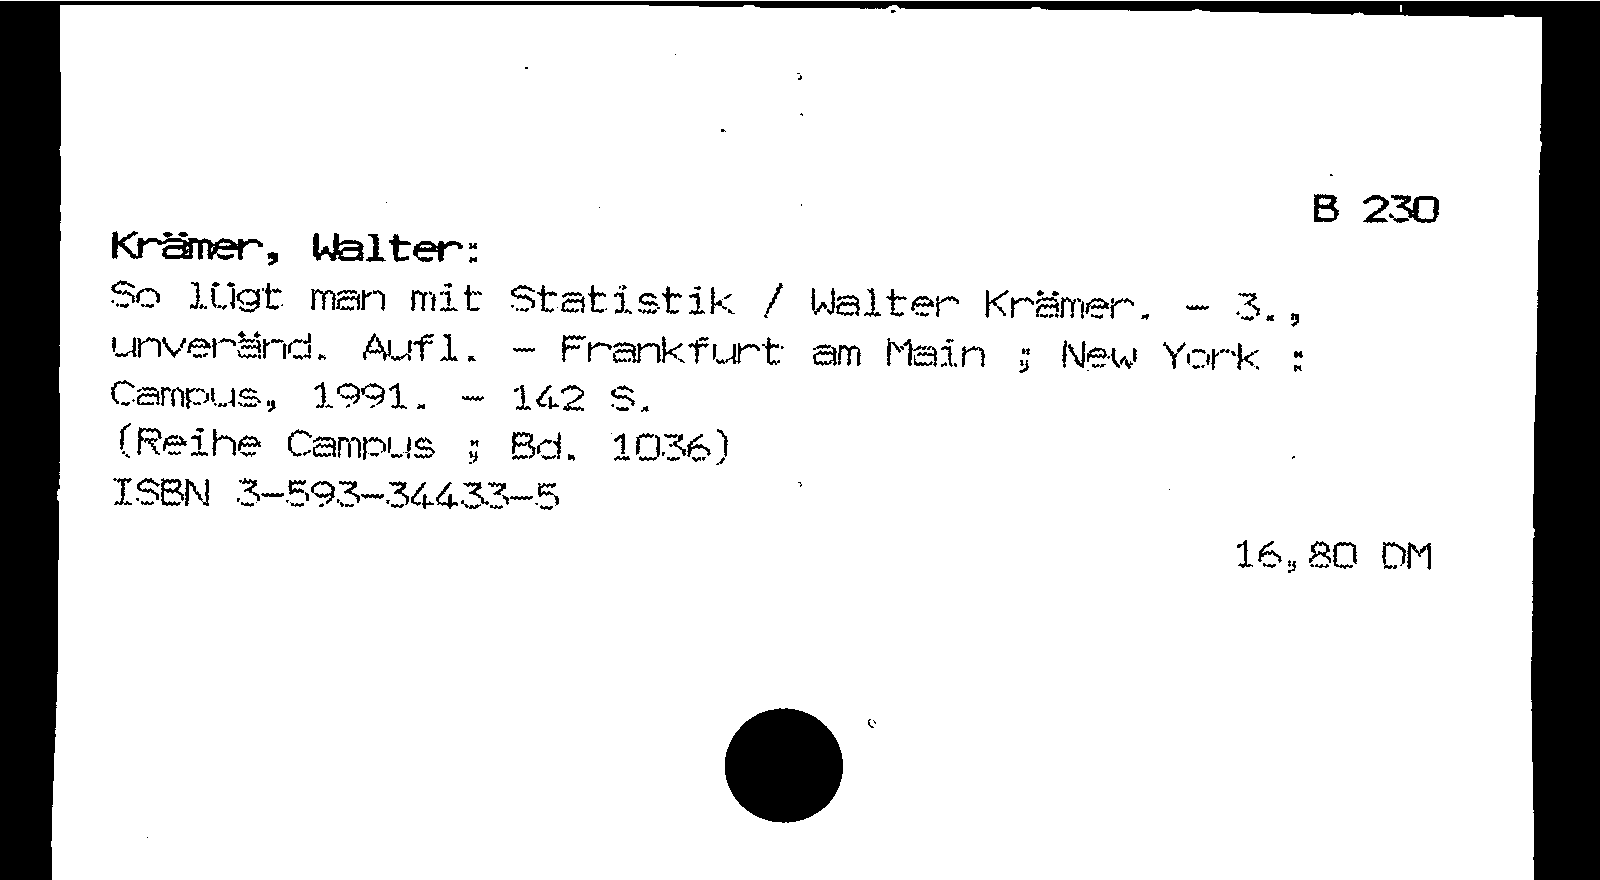 B 230
Krämer, Walter:
So lügt man mit Statistik / Walter Krämer. - 3.,
unveränd. Aufl. - Frankfurt am Main ; New York :
Campus, 1991. - 142 S.
(Reihe Campus ; Bd. 1036)
ISBN 3-593-34433-5
16,80 DM